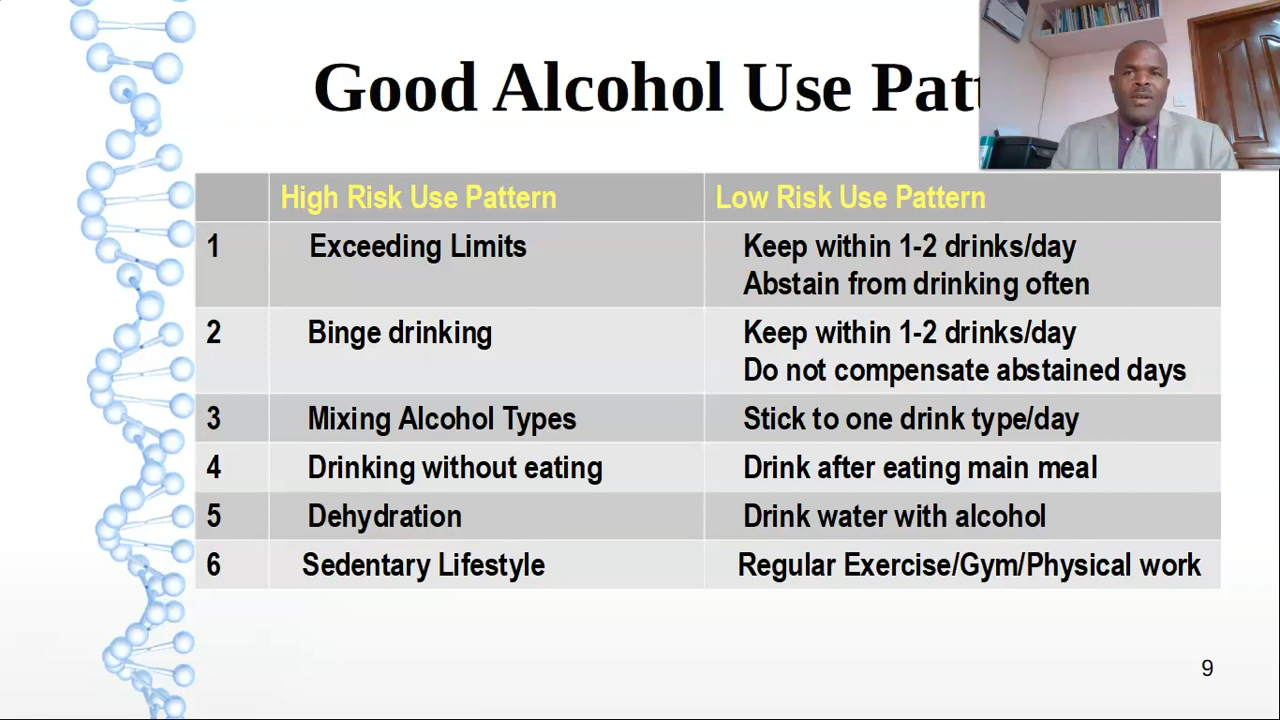 Good Alcohol Use
High Risk Use Pattern Low Risk Use Pattern
1 Exceeding Limits Keep within 1-2 drinks/day
Abstain from drinking often
2 Binge drinking Keep within 1-2 drinks/day
Do not compensate abstained days
3 Mixing Alcohol Types Stick to one drink type/day
4 Drinking without eating Drink after eating main meal
5 Dehydration Drink water with alcohol
6 Sedentary Lifestyle Regular Exercise/Gym/Physical work
9